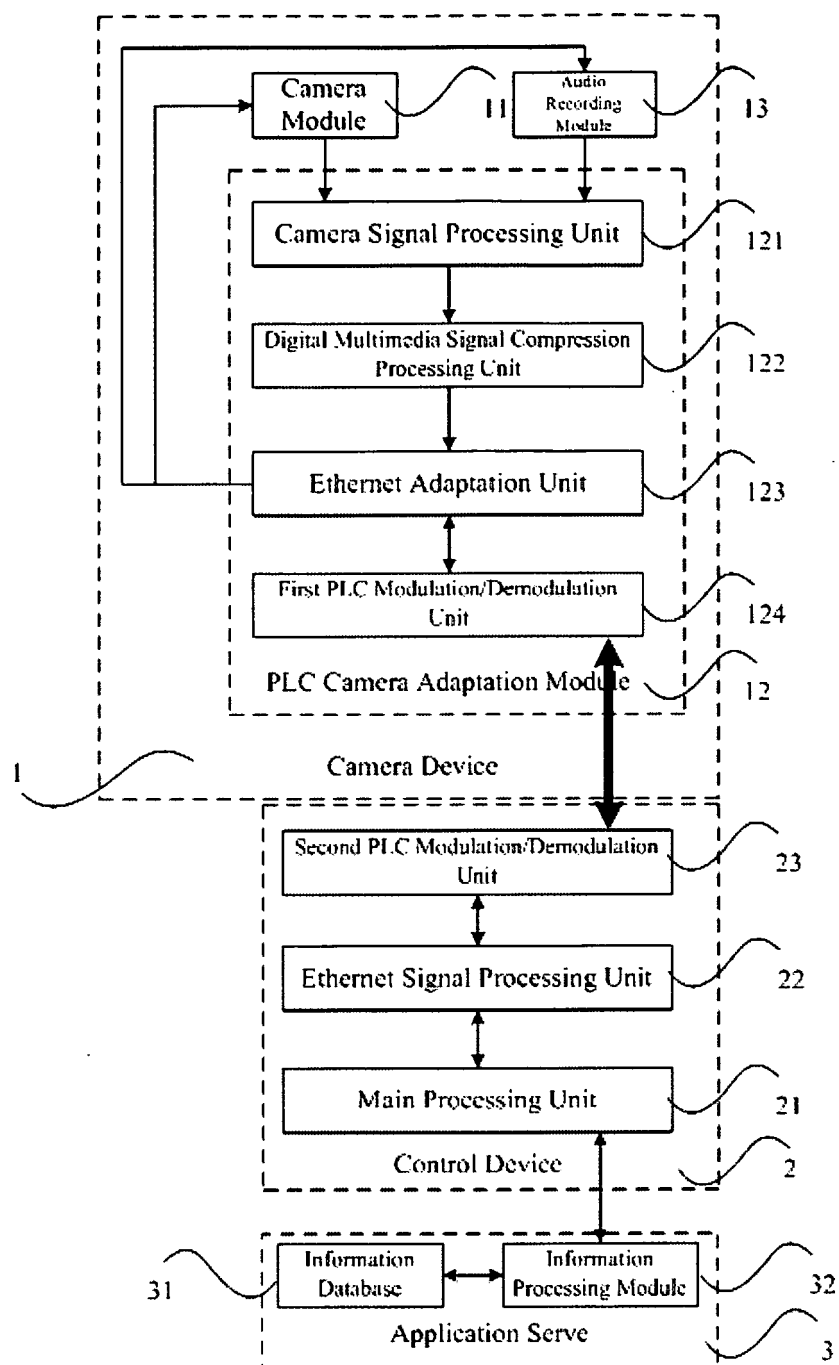 Camera
Module
11
Audio
Recording
Module
13
Camera Signal Processing Unit
121
Digital Multimedia Signal Compression
Processing Unit
122
Ethernet Adaptation Unit
123
First PLC Modulation/Demodulation
Unit
124
PLC Camera Adaptation Module
12
1
Camera Device
Second PLC Modulation/Demodulation
Unit
23
Ethernet Signal Processing Unit
22
Main Processing Unit
21
Control Device
2
31
Information
Database
Information
Processing Module
32
Application Serve
3